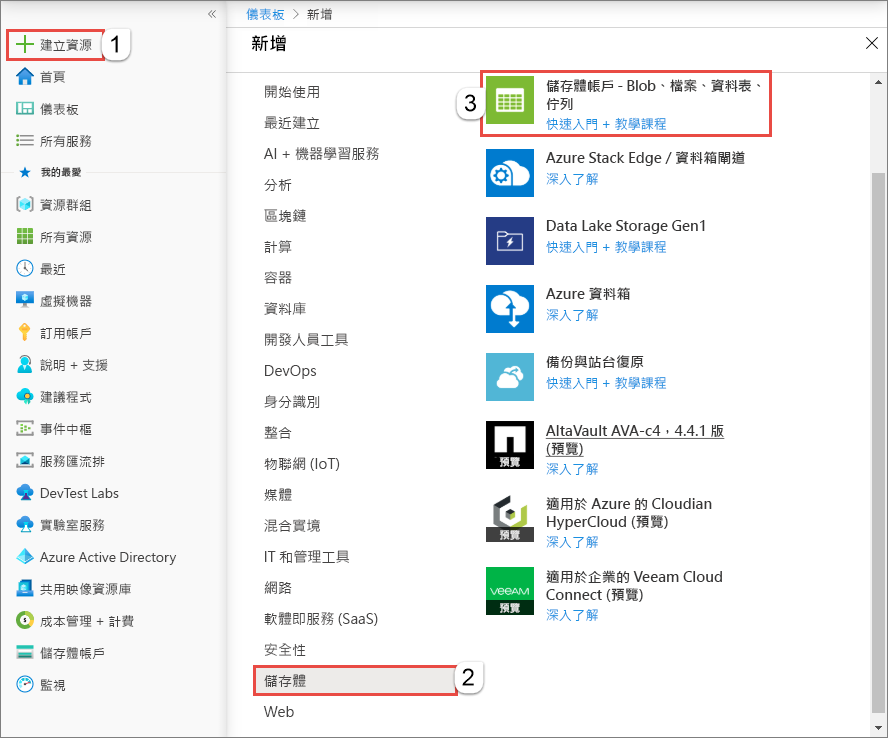 «
建立資源
1
首頁
儀表板
所有服務
我的最愛
資源群組
所有資源
最近
虛擬機器
訂用帳戶
說明 + 支援
建議程式
事件中樞
服務匯流排
DevTest Labs
實驗室服務
Azure Active Directory
共用映像資源庫
成本管理 + 計費
儲存體帳戶
監視
儀表板 > 新增
新增
開始使用
最近建立
AI + 機器學習服務
分析
區塊鏈
計算
容器
資料庫
開發人員工具
DevOps
身分識別
整合
物聯網 (IoT)
媒體
混合實境
IT 和管理工具
網路
軟體即服務 (SaaS)
安全性
儲存體
2
Web
3
儲存體帳戶 - Blob、檔案、資料表、
佇列
快速入門 + 教學課程
Azure Stack Edge / 資料箱閘道
深入了解
Data Lake Storage Gen1
快速入門 + 教學課程
Azure 資料箱
深入了解
備份與站台復原
快速入門 + 教學課程
預覽
AltaVault AVA-c4，4.4.1 版
(預覽)
深入了解
預覽
適用於 Azure 的 Cloudian
HyperCloud (預覽)
深入了解
veeAM
預覽
適用於企業的 Veeam Cloud
Connect (預覽)
深入了解